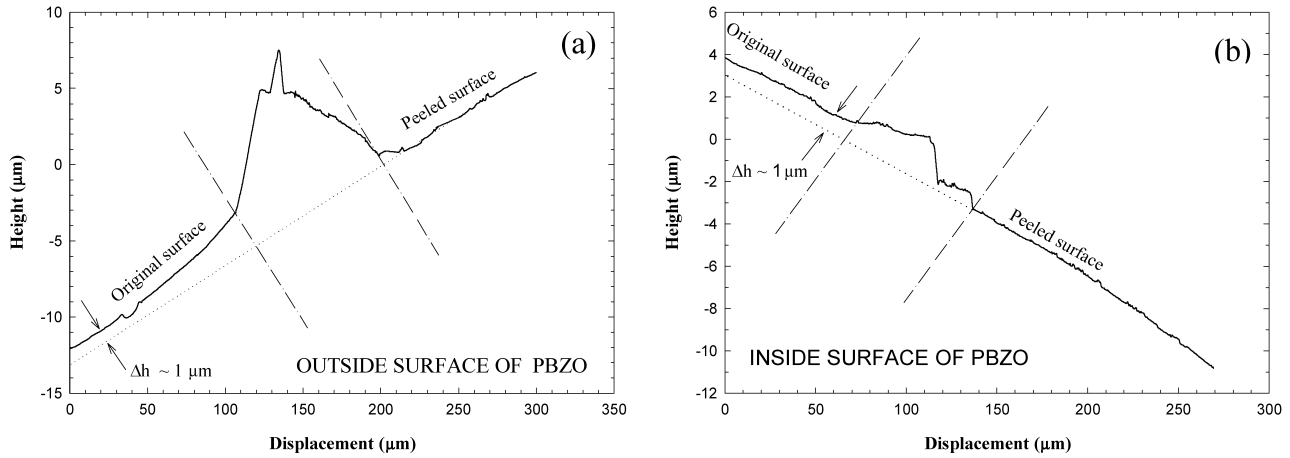 10
5
0
-5
-10
-15
0
50
100
150
200
250
300
350
Height (μm)
Displacement (μm)
(a)
Original surface
Peeled surface
Δh ~ 1 μm
OUTSIDE SURFACE OF PBZO
6
4
2
0
-2
-4
-6
-8
-10
-12
0
50
100
150
200
250
300
Height (μm)
Displacement (μm)
(b)
Original surface
Δh ~ 1 μm
Peeled surface
INSIDE SURFACE OF PBZO